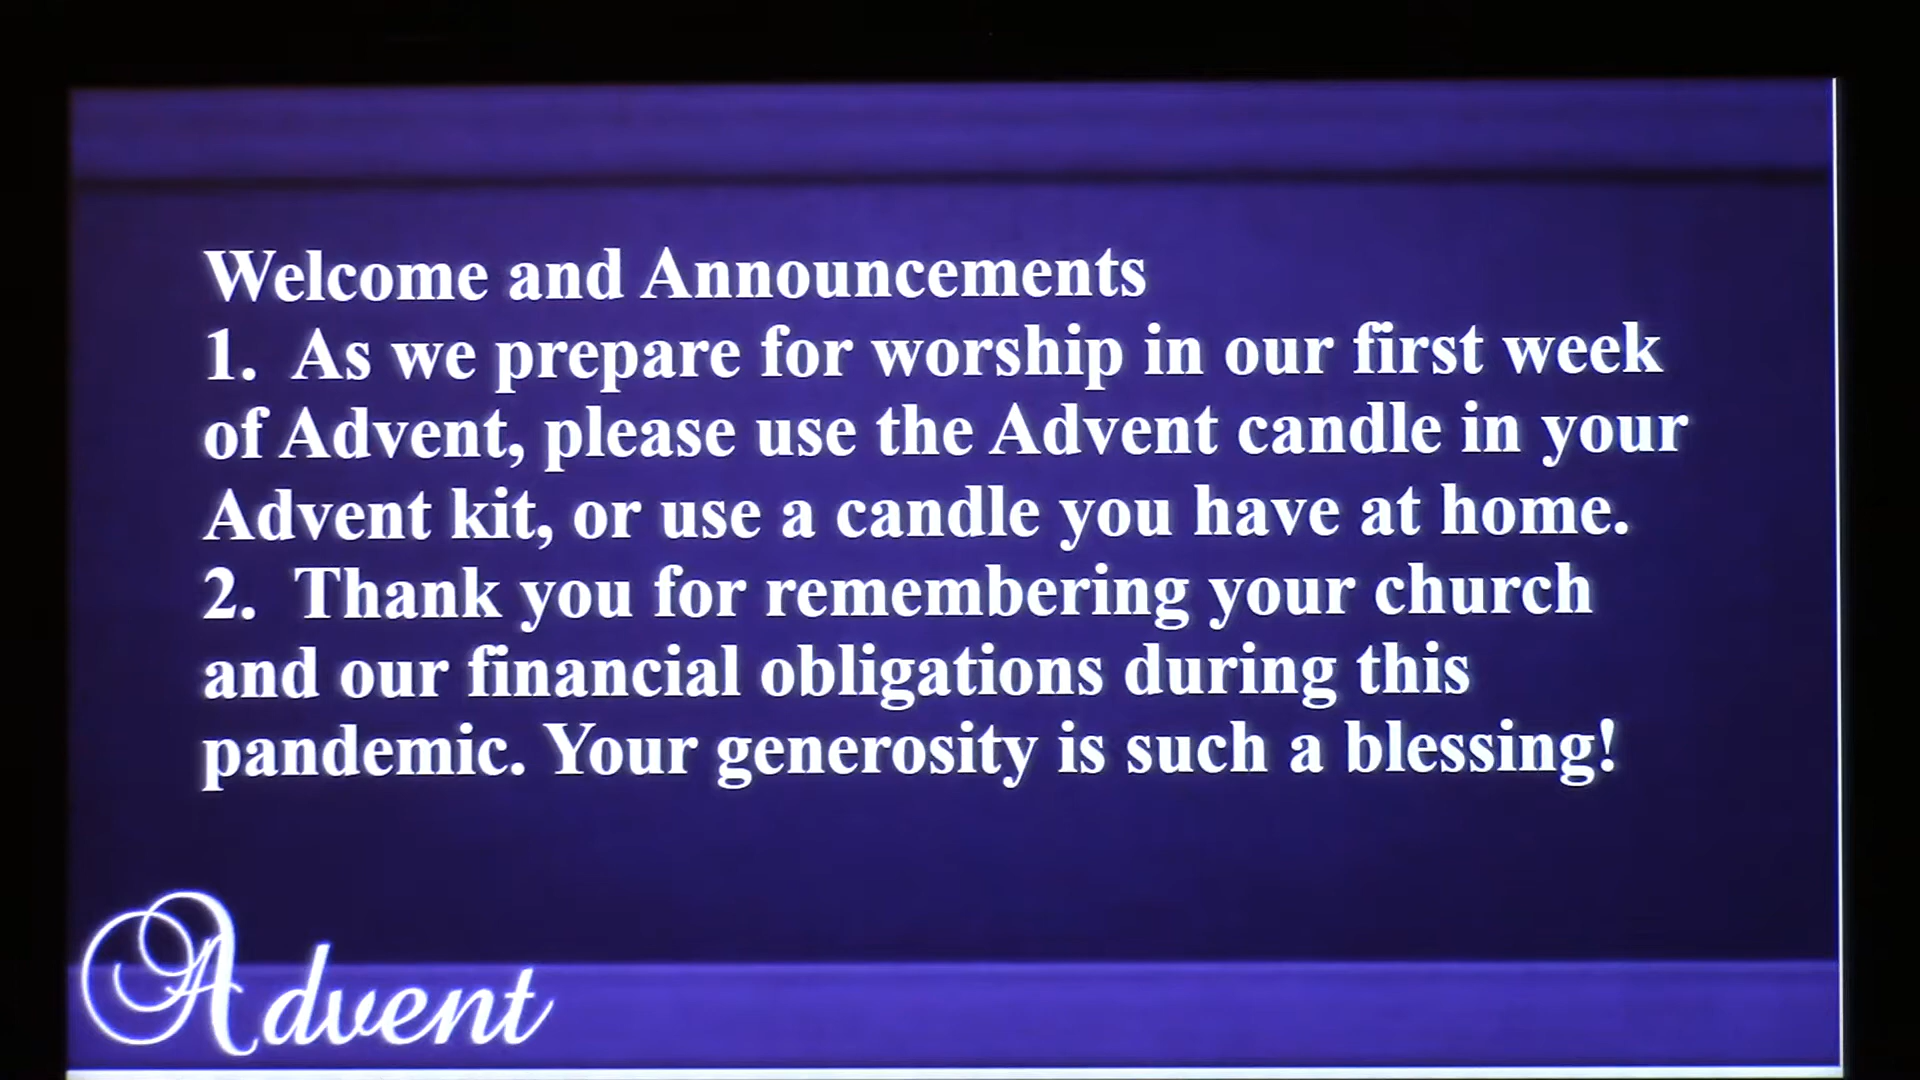 Welcome and Announcements
1. As we prepare for worship in our first week
of Advent, please use the Advent candle in your
Advent kit, or use a candle you have at home.
2. Thank you for remembering your church
and our financial obligations during this
pandemic. Your generosity is such a blessing!
Advent